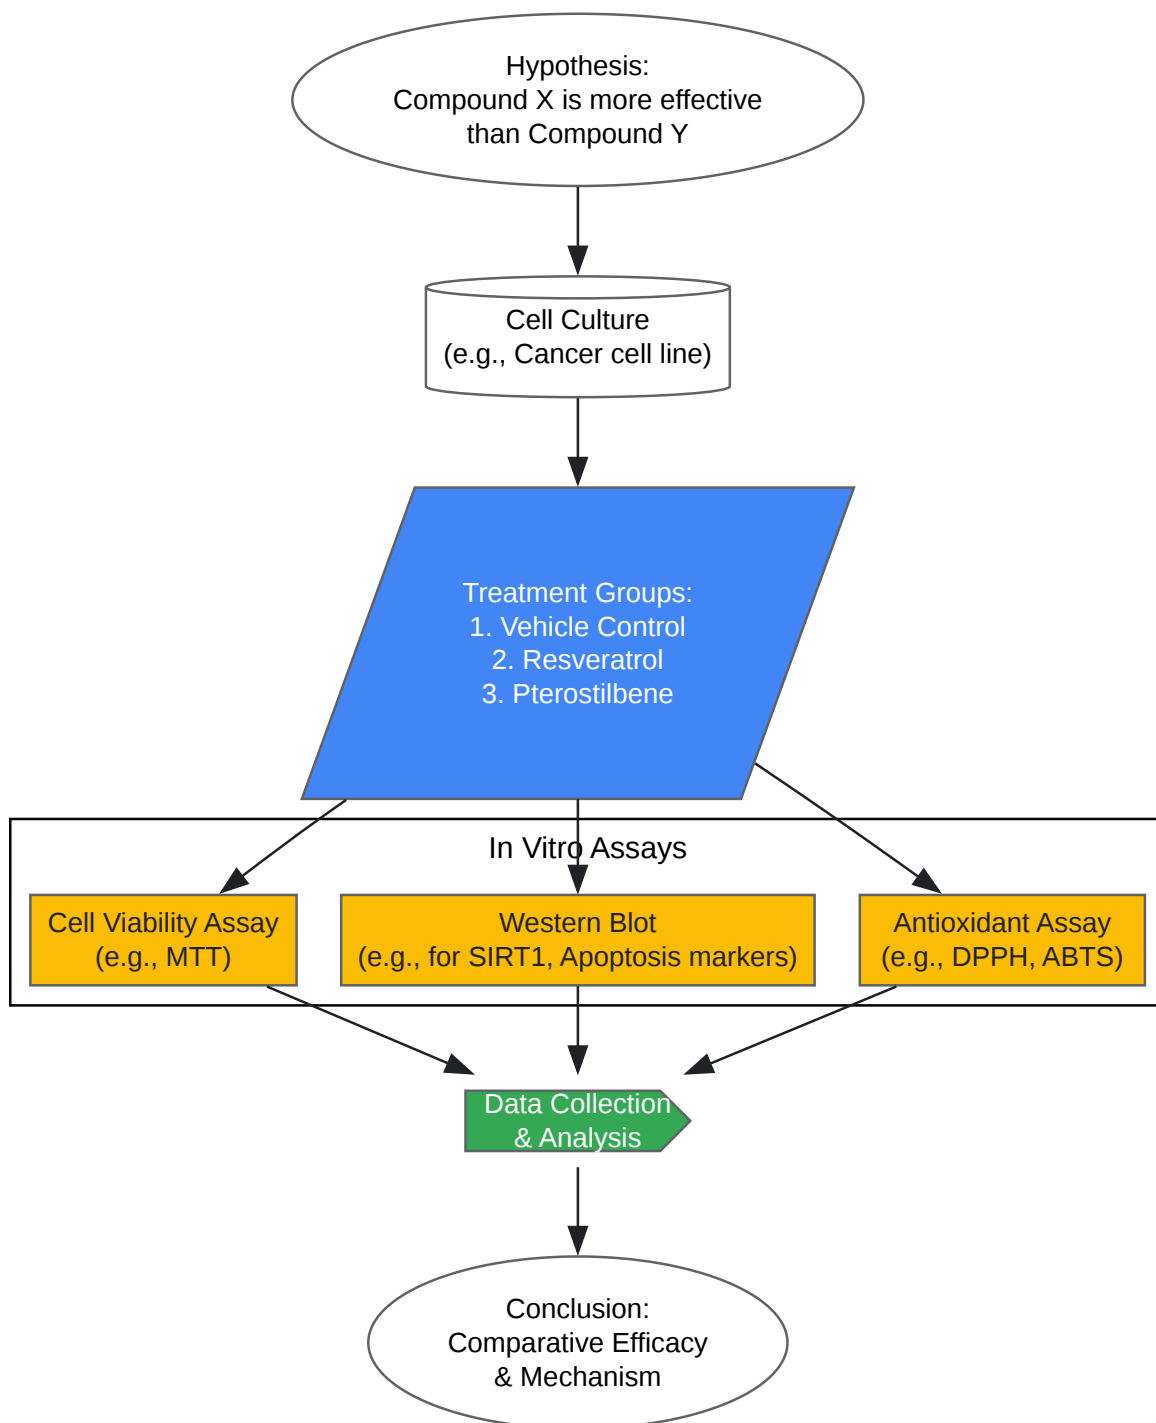 Hypothesis:
Compound X is more effective
than Compound Y
Cell Culture
(e.g., Cancer cell line)
Treatment Groups:
1. Vehicle Control
2. Resveratrol
3. Pterostilbene
In Vitro Assays
Cell Viability Assay
(e.g., MTT)
Western Blot
(e.g., for SIRT1, Apoptosis markers)
Antioxidant Assay
(e.g., DPPH, ABTS)
Data Collection
& Analysis
Conclusion:
Comparative Efficacy
& Mechanism